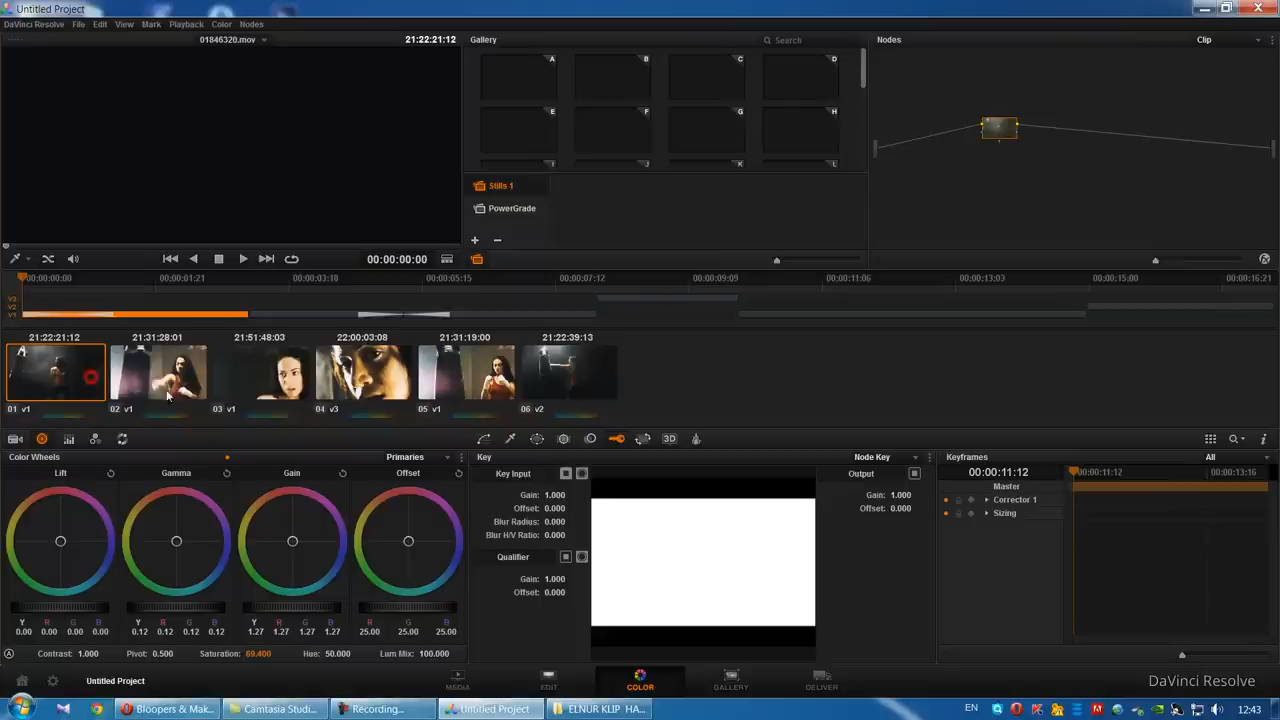 Untitled Project
DaVinci Resolve File Edit View Mark Playback Color Nodes
01846320.mov 21:22:21:12 Gallery Search Nodes Clip
A B C D
E F G H
I J K L
Stills 1
PowerGrade
00:00:00:00
00:00:00:00 00:00:01:21 00:00:03:18 00:00:05:15 00:00:07:12 00:00:09:09 00:00:11:06 00:00:13:03 00:00:15:00 00:00:16:21
V3
V2
V1
21:22:21:12 21:31:28:01 21:51:48:03 22:00:03:08 21:31:19:00 21:22:39:13
A
01 v1 02 v1 03 v1 04 v3 05 v1 06 v2
3D
Color Wheels Primaries Key Node Key Keyframes All
Lift Gamma Gain Offset Key Input Output 00:00:11:12 00:00:11:12 00:00:13:16
Master
Gain: 1.000 Gain: 1.000 Corrector 1
Offset: 0.000 Offset: 0.000 Sizing
Blur Radius: 0.000
Blur H/V Ratio: 0.000
Qualifier
Gain: 1.000
Offset: 0.000
Y R G B Y R G B Y R G B R G B
0.00 0.00 0.00 0.00 0.12 0.12 0.12 0.12 1.27 1.27 1.27 1.27 25.00 25.00 25.00
A Contrast: 1.000 Pivot: 0.500 Saturation: 69.400 Hue: 50.000 Lum Mix: 100.000
Untitled Project MEDIA EDIT COLOR GALLERY DELIVER DaVinci Resolve
Bloopers & Mak... Camtasia Studi... Recording... Untitled Project ELNUR KLIP HA... EN 12:43